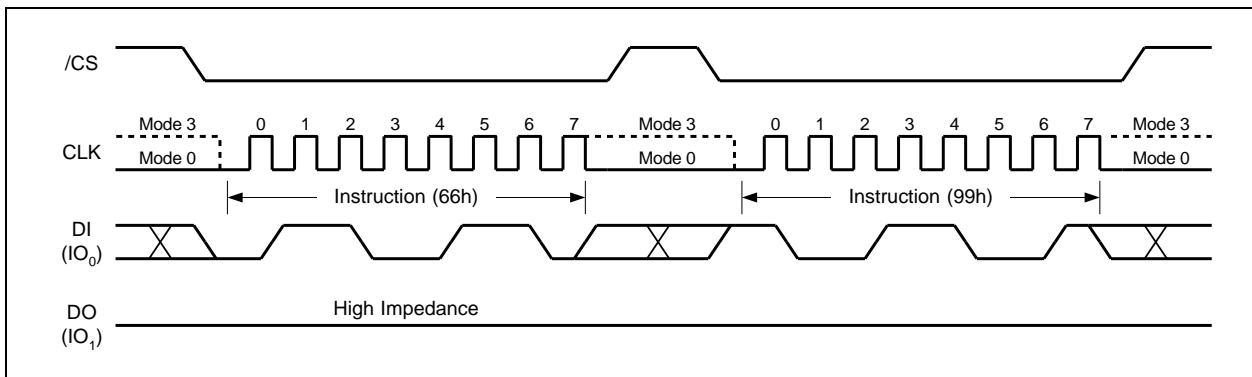 /CS
Mode 3 0 1 2 3 4 5 6 7 Mode 3 0 1 2 3 4 5 6 7 Mode 3
CLK Mode 0 Mode 0 Mode 0
Instruction (66h) Instruction (99h)
DI
(IO0)
High Impedance
DO
(IO1)